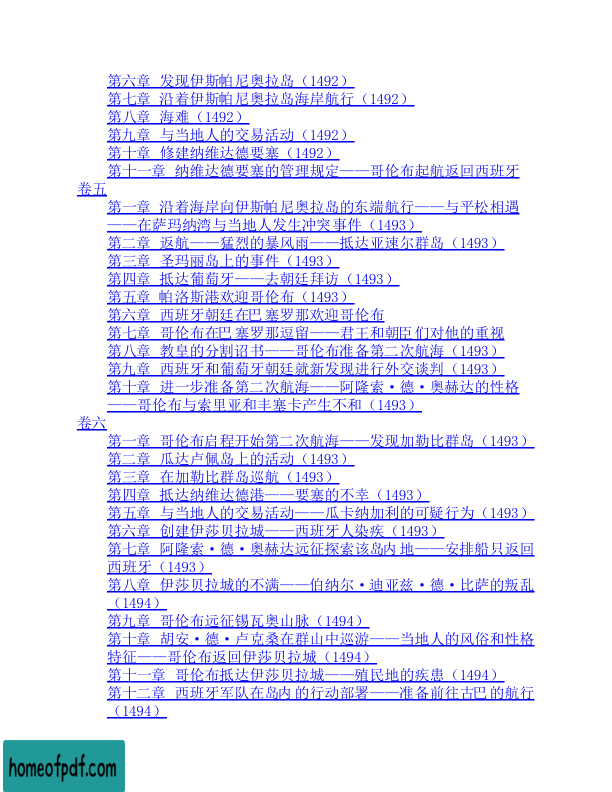 第六章 发现伊斯帕尼奥拉岛（1492）
第七章 沿着伊斯帕尼奥拉岛海岸航行（1492）
第八章 海难（1492）
第九章 与当地人的交易活动（1492）
第十章 修建纳维达德要塞（1492）
第十一章 纳维达德要塞的管理规定——哥伦布起航返回西班牙
卷五
第一章 沿着海岸向伊斯帕尼奥拉岛的东端航行——与平松相遇
——在萨玛纳湾与当地人发生冲突事件（1493）
第二章 返航——猛烈的暴风雨——抵达亚速尔群岛（1493）
第三章 圣玛丽岛上的事件（1493）
第四章 抵达葡萄牙——去朝廷拜访（1493）
第五章 帕洛斯港欢迎哥伦布（1493）
第六章 西班牙朝廷在巴塞罗那欢迎哥伦布
第七章 哥伦布在巴塞罗那逗留——君王和朝臣们对他的重视
第八章 教皇的分割诏书——哥伦布准备第二次航海（1493）
第九章 西班牙和葡萄牙朝廷就新发现进行外交谈判（1493）
第十章 进一步准备第二次航海——阿隆索·德·奥赫达的性格
——哥伦布与索里亚和丰塞卡产生不和（1493）
卷六
第一章 哥伦布启程开始第二次航海——发现加勒比群岛（1493）
第二章 瓜达卢佩岛上的活动（1493）
第三章 在加勒比群岛巡航（1493）
第四章 抵达纳维达德港——要塞的不幸（1493）
第五章 与当地人的交易活动——瓜卡纳加利的可疑行为（1493）
第六章 创建伊莎贝拉城——西班牙人染疾（1493）
第七章 阿隆索·德·奥赫达远征探索该岛内地——安排船只返回
西班牙（1493）
第八章 伊莎贝拉城的不满——伯纳尔·迪亚兹·德·比萨的叛乱
（1494）
第九章 哥伦布远征锡瓦奥山脉（1494）
第十章 胡安·德·卢克桑在群山中巡游——当地人的风俗和性格
特征——哥伦布返回伊莎贝拉城（1494）
第十一章 哥伦布抵达伊莎贝拉城——殖民地的疾患（1494）
第十二章 西班牙军队在岛内的行动部署——准备前往古巴的航行
（1494）
homeofpdf.com